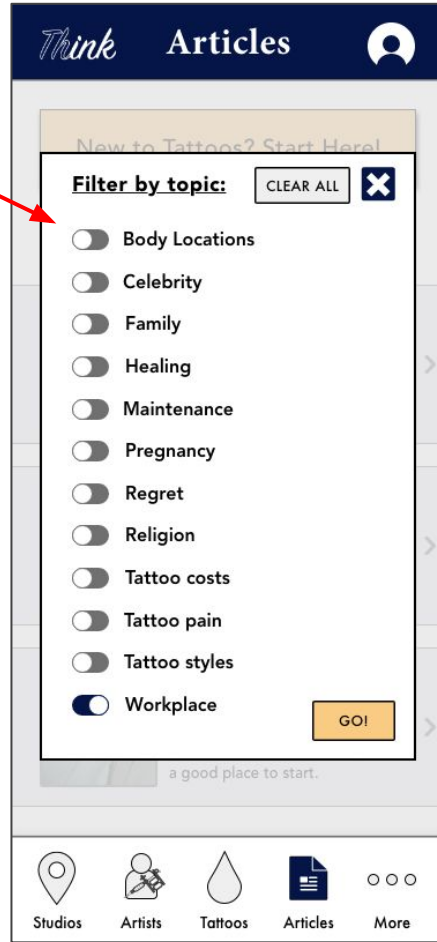 Think Articles
New to Tattoos? Start Here!
Filter by topic: CLEAR ALL
Body Locations
Celebrity
Family
Healing
Maintenance
Pregnancy
Regret
Religion
Tattoo costs
Tattoo pain
Tattoo styles
Workplace
GO!
a good place to start.
Studios Artists Tattoos Articles More